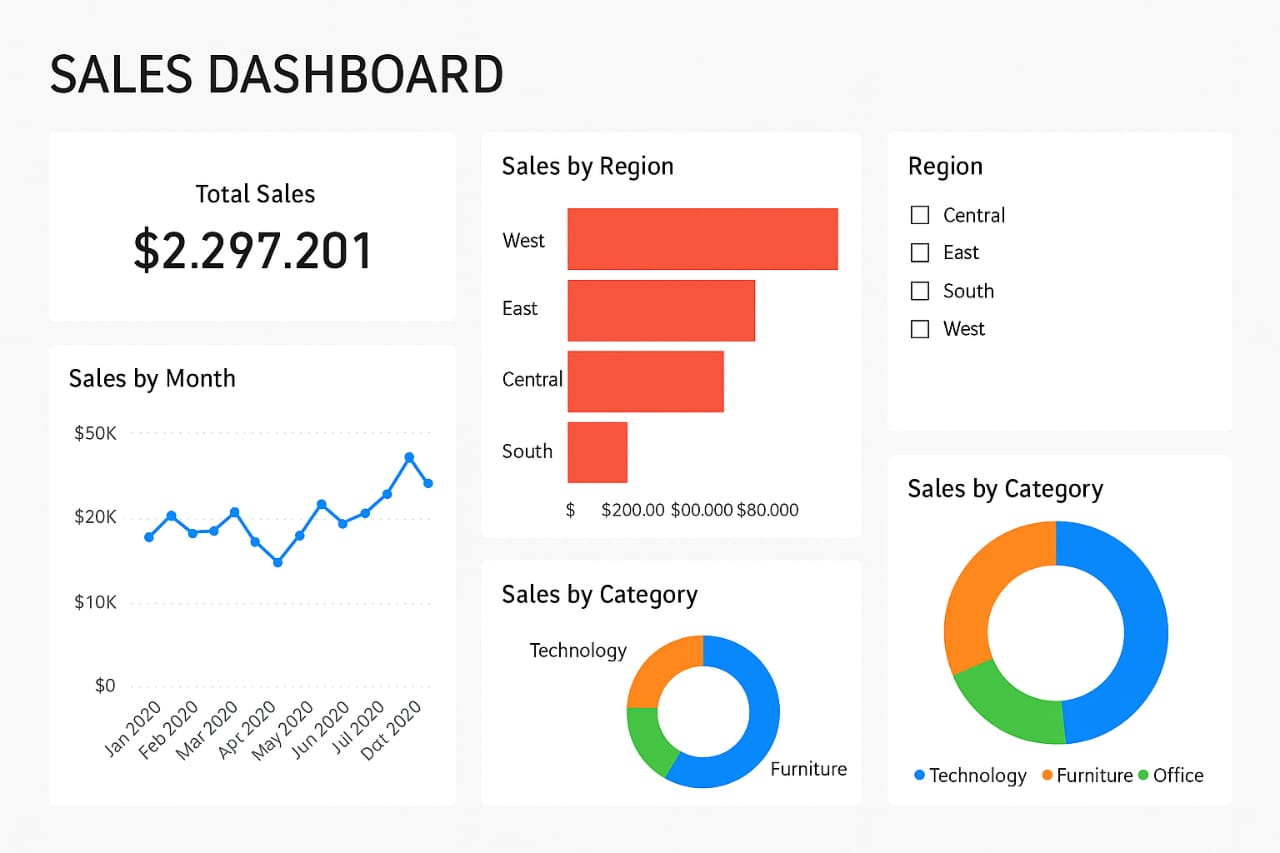 SALES DASHBOARD
Total Sales
$2.297.201
Sales by Month
$50K
$20K
$10K
$0
Jan 2020
Feb 2020
Mar 2020
Apr 2020
May 2020
Jun 2020
Jul 2020
Dot 2020
Sales by Region
West
East
Central
South
$ $200.00 $00.000 $80.000
Sales by Category
Technology
Furniture
Region
Central
East
South
West
Sales by Category
Technology Furniture Office